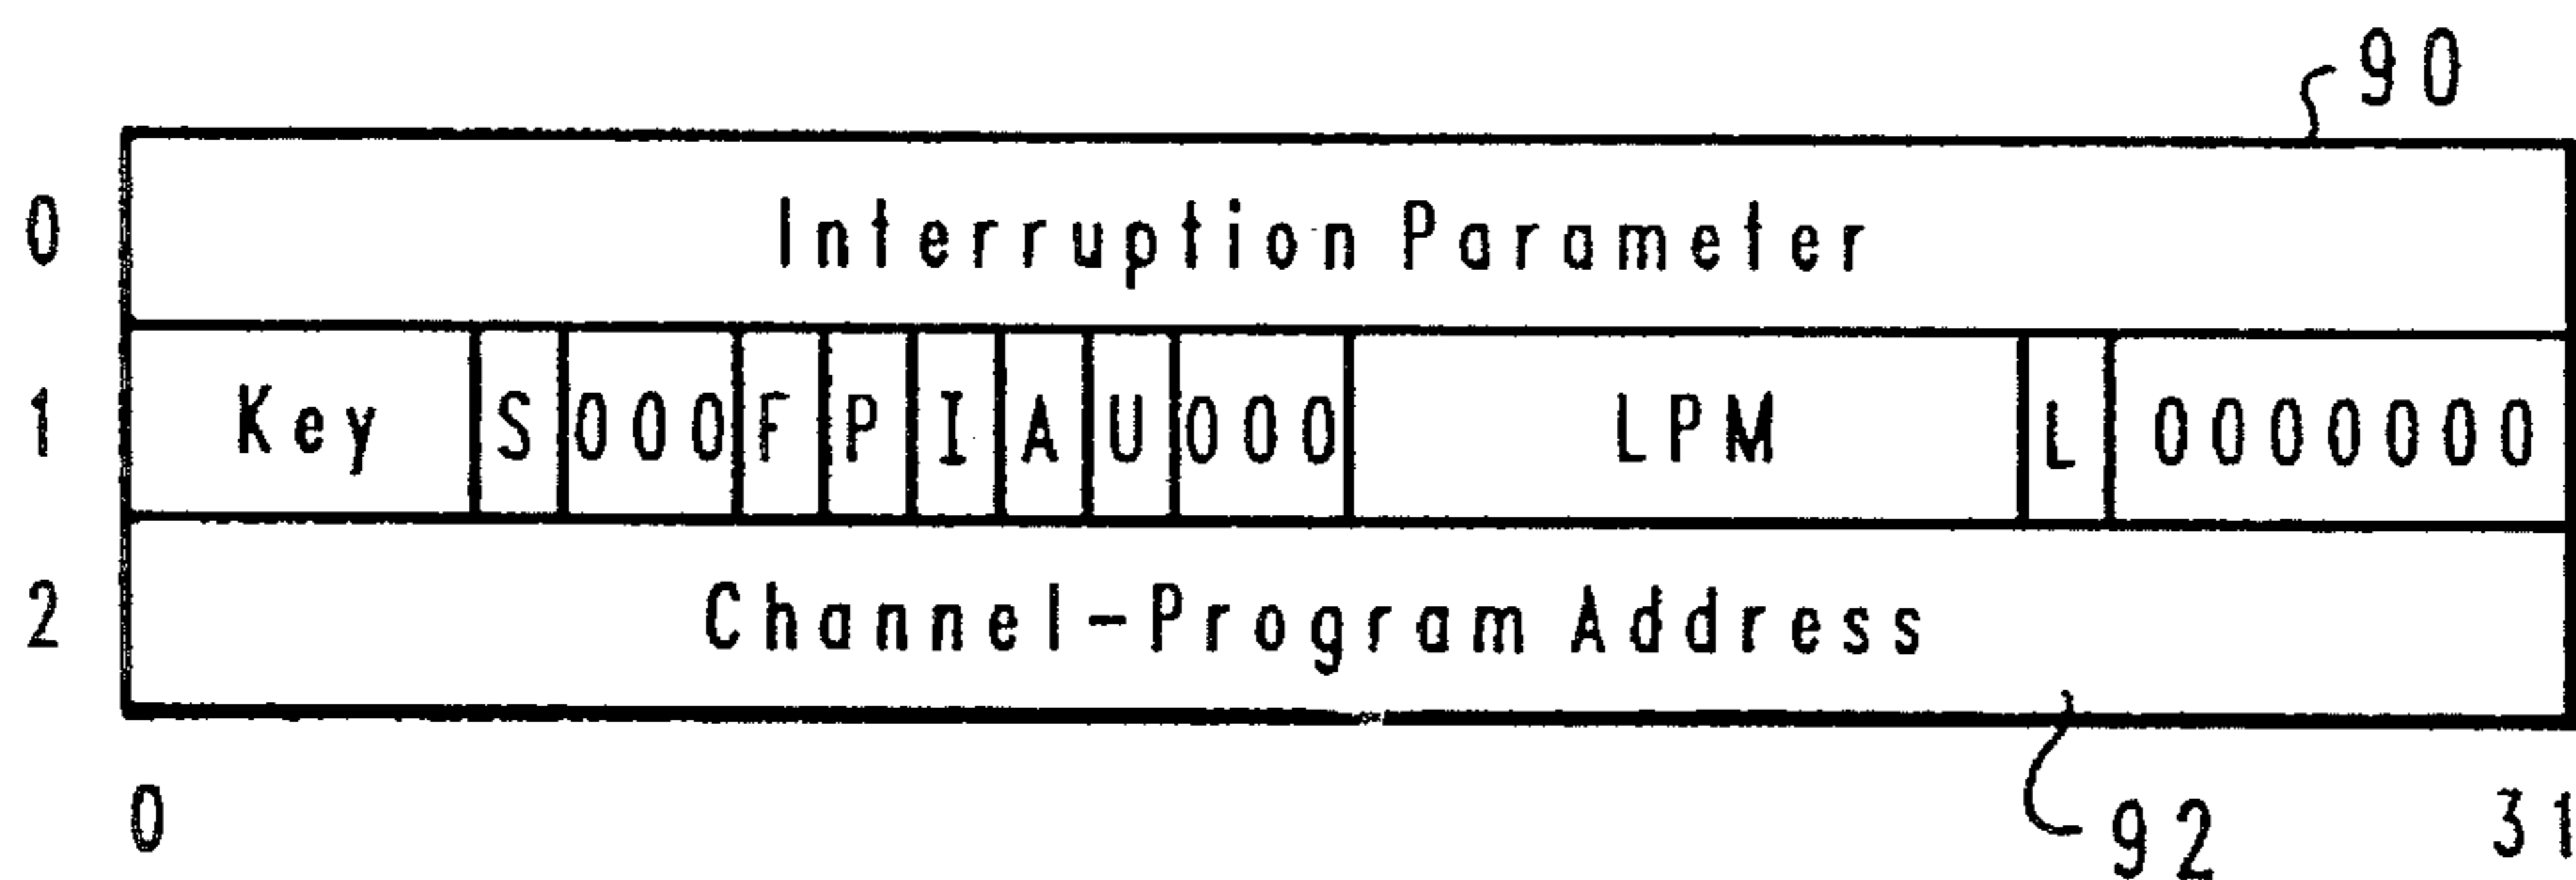 90
0 Interruption Parameter
1 Key S 000 F P I A U 000 LPM L 0000000
2 Channel-Program Address
0 92 31